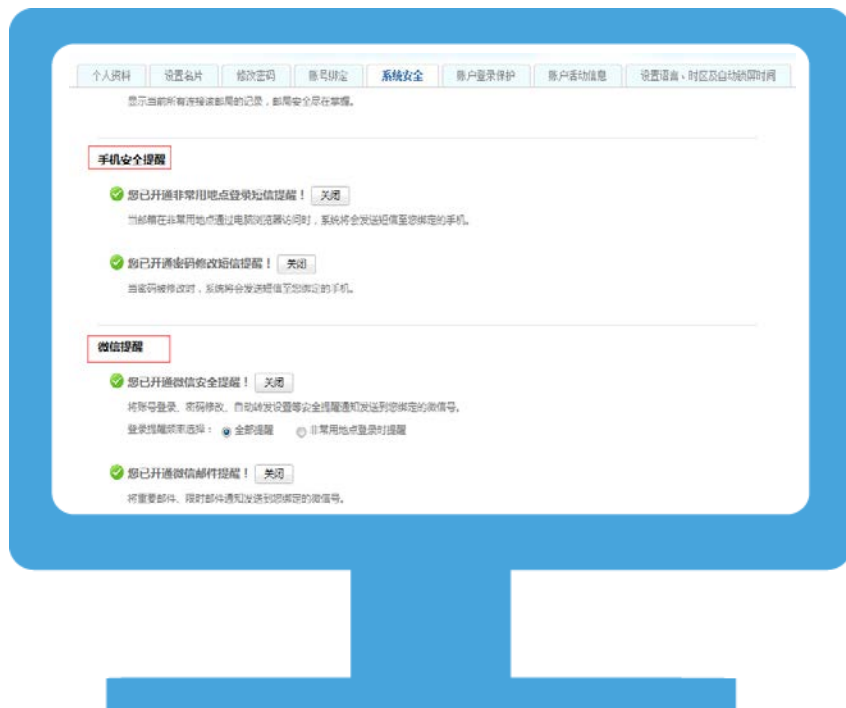 个人资料 设置名片 修改密码 账号绑定 系统安全 账户登录保护 账户活动信息 设置语言、时区及自动锁屏时间
显示当前所有连接该邮局的记录，邮局安全尽在掌握。
手机安全提醒
您已开通非常用地点登录短信提醒！ 关闭
当邮箱在非常用地点通过电脑浏览器访问时，系统将会发送短信至您绑定的手机。
您已开通密码修改短信提醒！ 关闭
当密码被修改时，系统将会发送短信至您绑定的手机。
微信提醒
您已开通微信安全提醒！ 关闭
将账号登录、密码修改、自动转发设置等安全提醒通知发送到您绑定的微信号。
登录提醒频率选择： 全部提醒 非常用地点登录时提醒
您已开通微信邮件提醒！ 关闭
将重要邮件、限时邮件通知发送到您绑定的微信号。